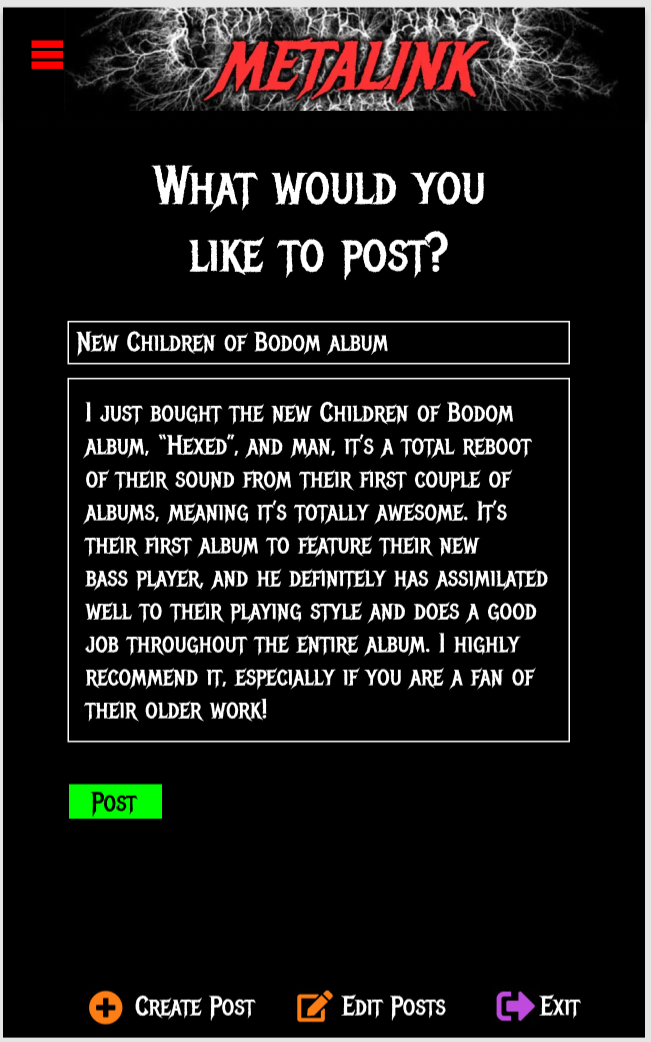 METALINK
What would you
like to post?
New Children of Bodom album
I just bought the new Children of Bodom
album, “Hexed”, and man, it’s a total reboot
of their sound from their first couple of
albums, meaning it’s totally awesome. It’s
their first album to feature their new
bass player, and he definitely has assimilated
well to their playing style and does a good
job throughout the entire album. I highly
recommend it, especially if you are a fan of
their older work!
Post
Create Post Edit Posts Exit